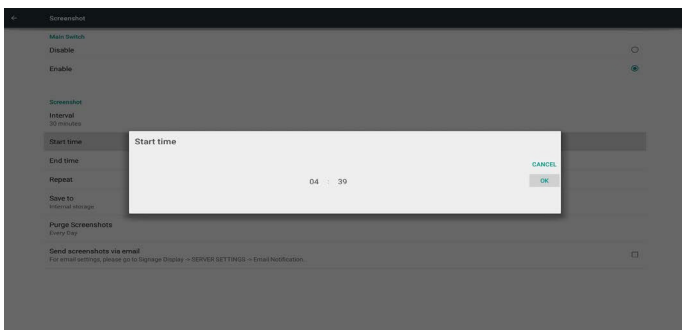 Screenshot
Main Switch
Disable
Enable
Screenshot
Interval
30 minutes
Start time
Start time
04 : 39
CANCEL
OK
End time
Repeat
Save to
Internal storage
Purge Screenshots
Every Day
Send screenshots via email
For email settings, please go to Signage Display -> SERVER SETTINGS -> Email Notification...